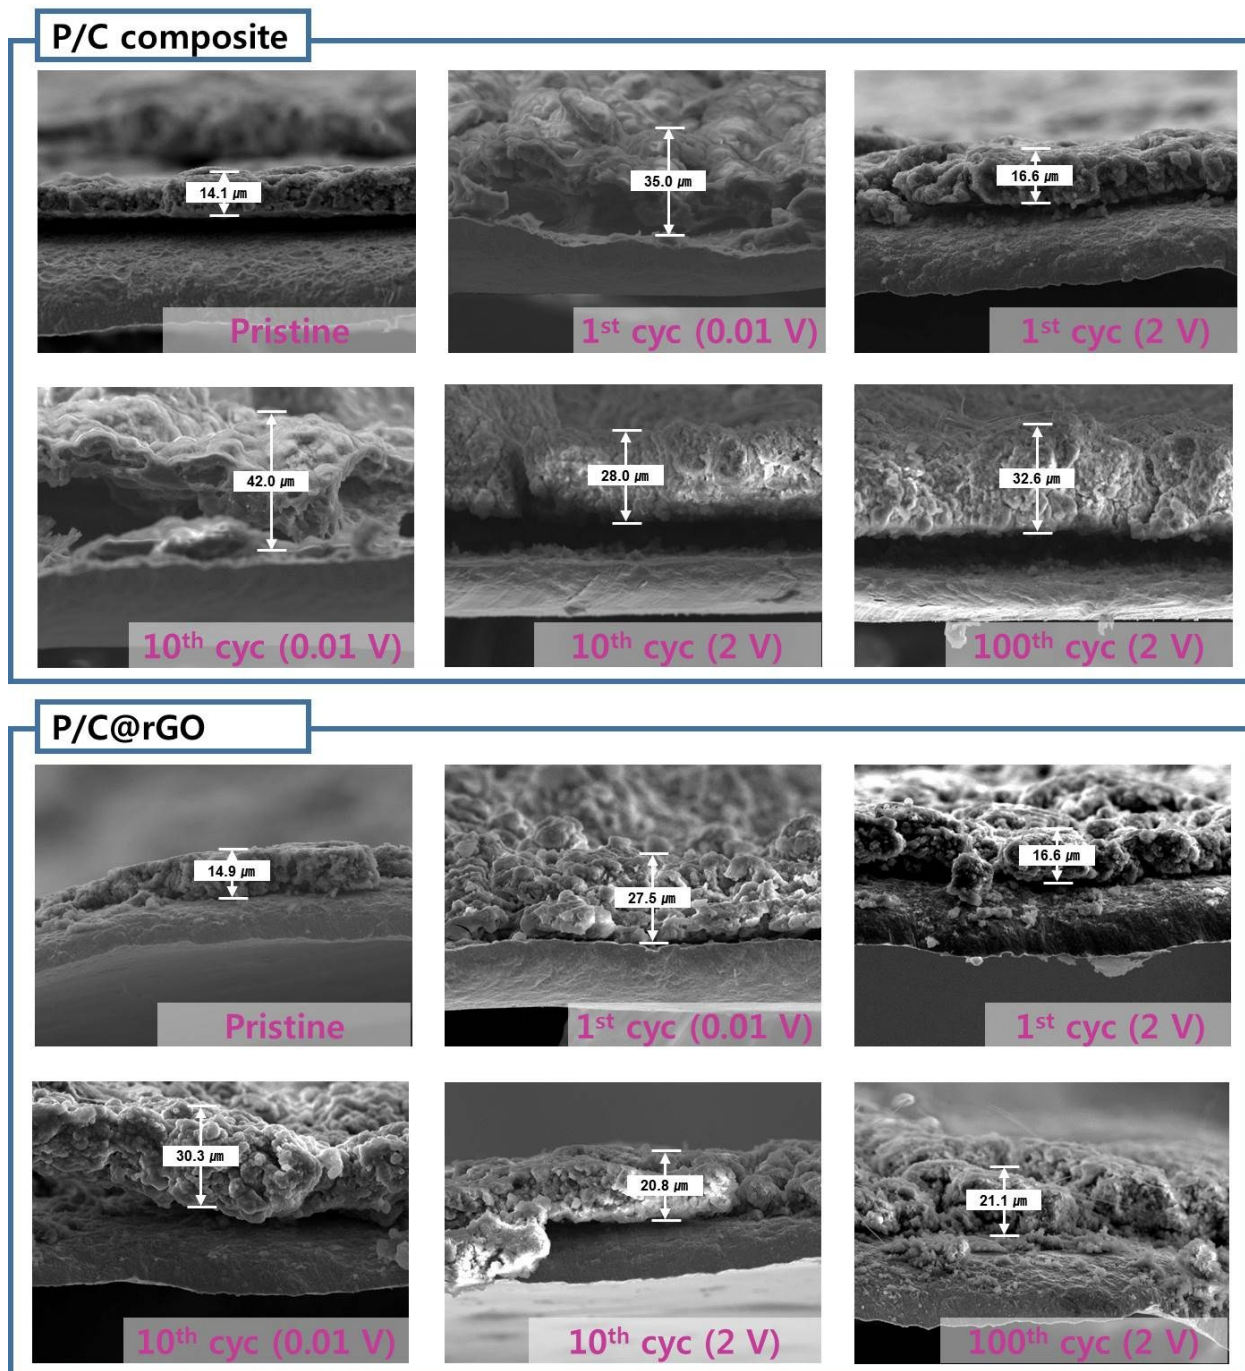 P/C composite
14.1 ㎛
35.0 ㎛
16.6 ㎛
Pristine
1st cyc (0.01 V)
1st cyc (2 V)
42.0 ㎛
28.0 ㎛
32.6 ㎛
10th cyc (0.01 V)
10th cyc (2 V)
100th cyc (2 V)
P/C@rGO
14.9 ㎛
27.5 ㎛
16.6 ㎛
Pristine
1st cyc (0.01 V)
1st cyc (2 V)
30.3 ㎛
20.8 ㎛
21.1 ㎛
10th cyc (0.01 V)
10th cyc (2 V)
100th cyc (2 V)